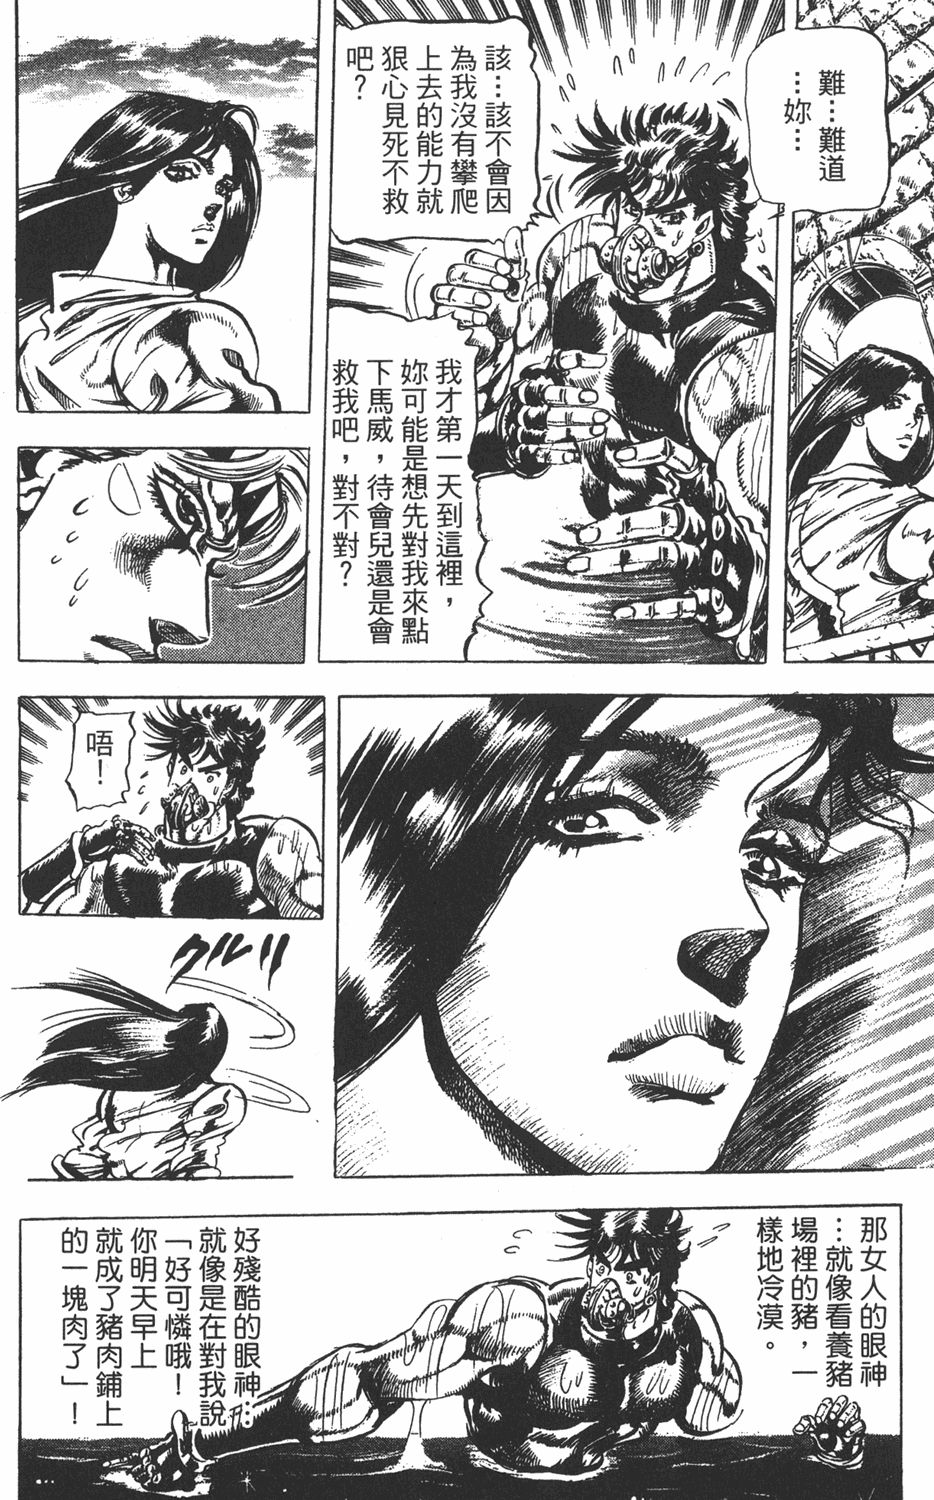 難…難道
…妳…
該…該不會因
為我沒有攀爬
上去的能力就
狠心見死不救
吧？
我才第一天到這裡，
妳可能是想先對我來點
下馬威，待會兒還是會
救我吧，對不對？
唔！
クルリ
那女人的眼神
…就像看養豬
場裡的豬，一
樣地冷漠。
好殘酷的眼神…
就像是在對我說
「好可憐哦！
你明天早上
就成了豬肉鋪上
的一塊肉了」！